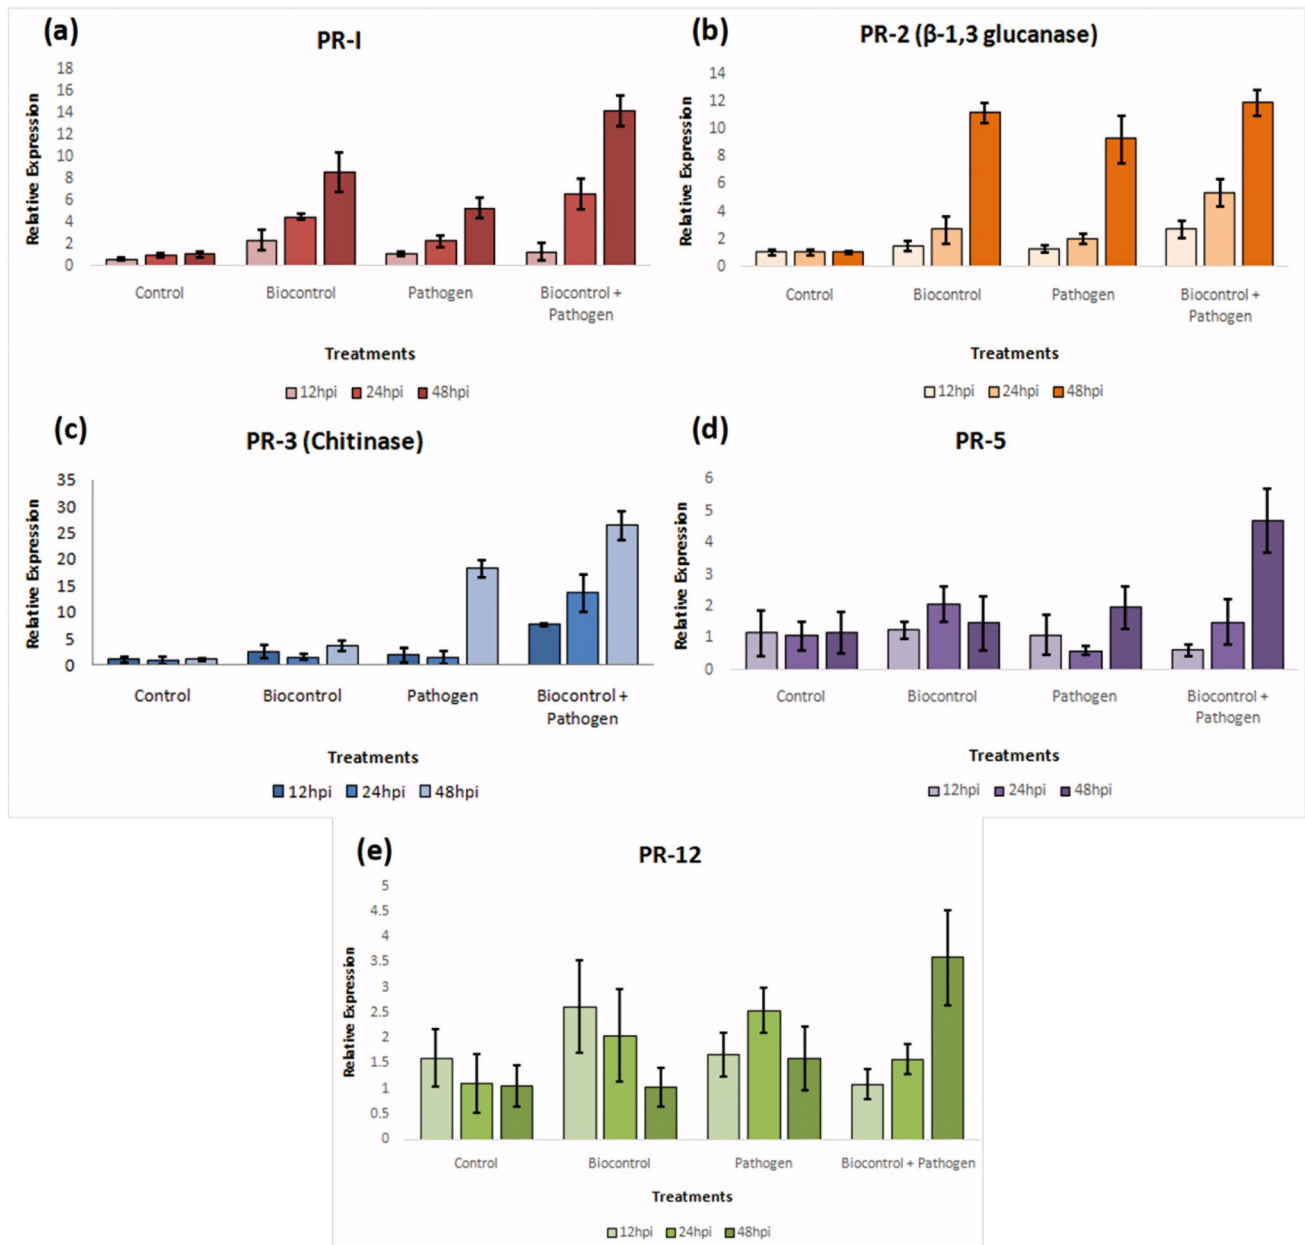 (a)
PR-I
Relative Expression
18
16
14
12
10
8
6
4
2
0
Control Biocontrol Pathogen Biocontrol +
Pathogen
Treatments
12hpi 24hpi 48hpi
(b)
PR-2 (β-1,3 glucanase)
Relative Expression
14
12
10
8
6
4
2
0
Control Biocontrol Pathogen Biocontrol +
Pathogen
Treatments
12hpi 24hpi 48hpi
(c)
PR-3 (Chitinase)
Relative Expression
35
30
25
20
15
10
5
0
Control Biocontrol Pathogen Biocontrol +
Pathogen
Treatments
12hpi 24hpi 48hpi
(d)
PR-5
Relative Expression
6
5
4
3
2
1
0
Control Biocontrol Pathogen Biocontrol +
Pathogen
Treatments
12hpi 24hpi 48hpi
(e)
PR-12
Relative Expression
5
4.5
4
3.5
3
2.5
2
1.5
1
0.5
0
Control Biocontrol Pathogen Biocontrol + Pathogen
Treatments
12hpi 24hpi 48hpi